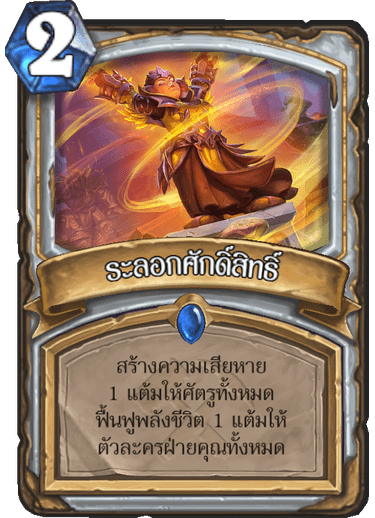 2
ระลอกศักดิ์สิทธิ์
สร้างความเสียหาย
1 แต้มให้ศัตรูทั้งหมด
ฟื้นฟูพลังชีวิต 1 แต้มให้
ตัวละครฝ่ายคุณทั้งหมด